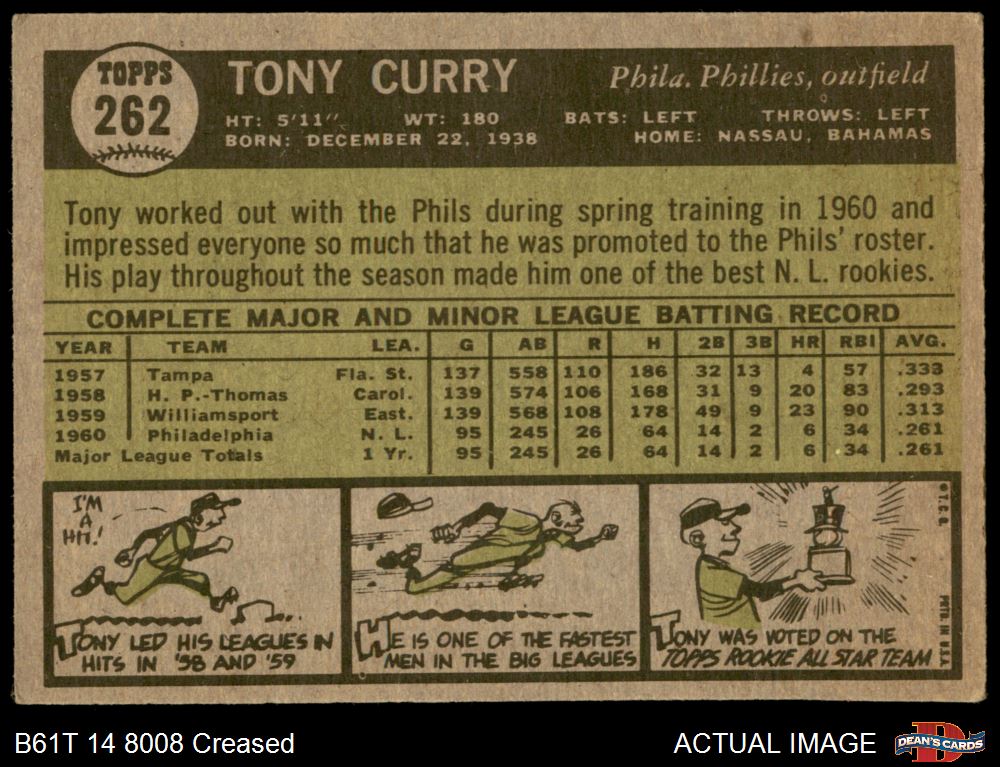 TOPPS
262
TONY CURRY
Phila. Phillies, outfield
HT: 5'11" WT: 180 BATS: LEFT THROWS: LEFT
BORN: DECEMBER 22, 1938 HOME: NASSAU, BAHAMAS
Tony worked out with the Phils during spring training in 1960 and
impressed everyone so much that he was promoted to the Phils' roster.
His play throughout the season made him one of the best N. L. rookies.
COMPLETE MAJOR AND MINOR LEAGUE BATTING RECORD
YEAR TEAM LEA. G AB R H 2B 3B HR RBI AVG.
1957 Tampa Fla. St. 137 558 110 186 32 13 4 57 .333
1958 H. P.-Thomas Carol. 139 574 106 168 31 9 20 83 .293
1959 Williamsport East. 139 568 108 178 49 9 23 90 .313
1960 Philadelphia N. L. 95 245 26 64 14 2 6 34 .261
Major League Totals 1 Yr. 95 245 26 64 14 2 6 34 .261
I'M
A
HIT!
TONY LED HIS LEAGUES IN
HITS IN '58 AND '59
HE IS ONE OF THE FASTEST
MEN IN THE BIG LEAGUES
TONY WAS VOTED ON THE
TOPPS ROOKIE ALL STAR TEAM
© T.C.G. PRTD. IN U.S.A.
B61T 14 8008 Creased
ACTUAL IMAGE
D
DEAN'S CARDS